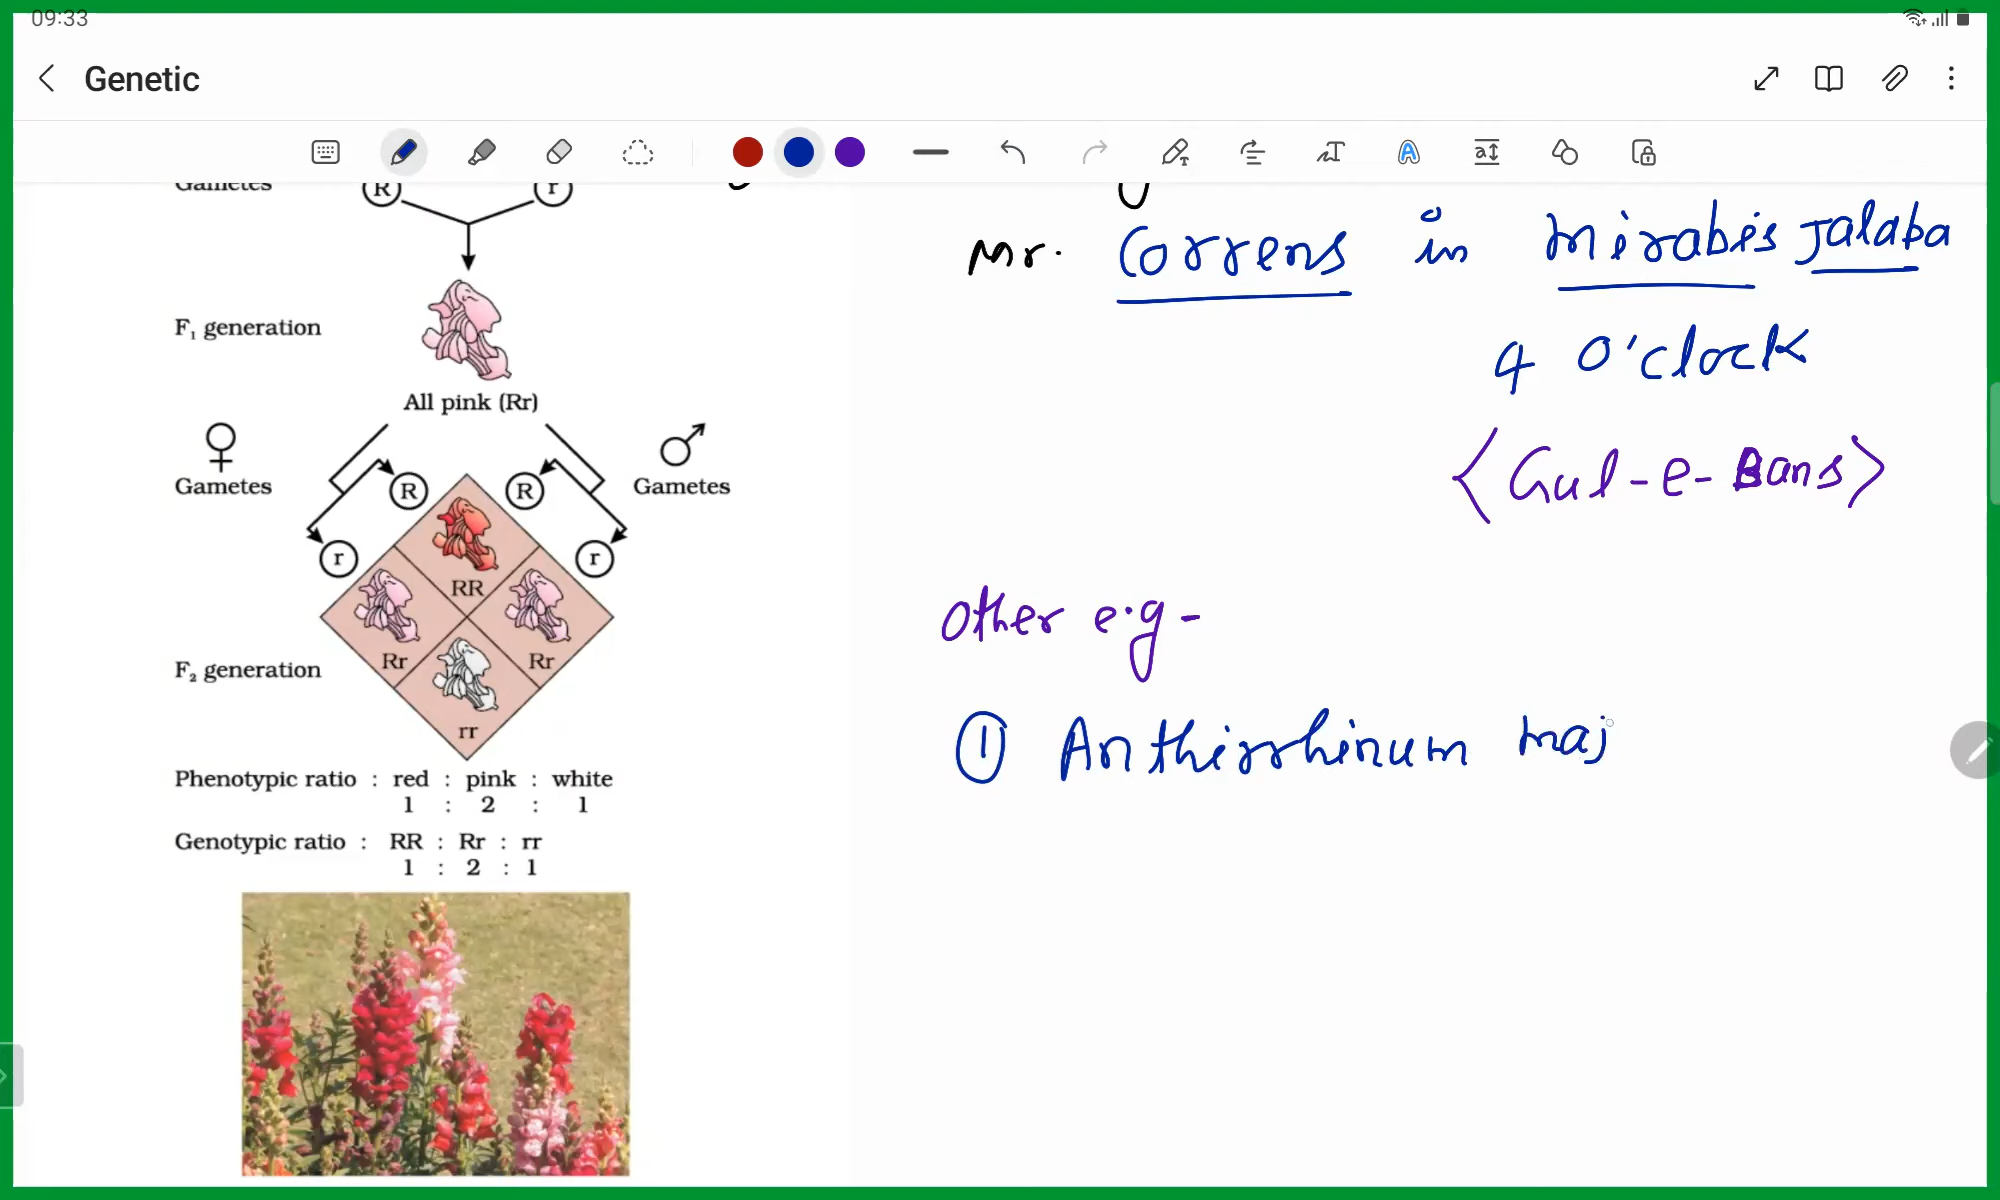 09:33
Genetic
Gametes R r
F₁ generation
All pink (Rr)
Gametes R R Gametes
r r
RR
Rr Rr
F₂ generation
rr
Phenotypic ratio : red : pink : white
1 : 2 : 1
Genotypic ratio : RR : Rr : rr
1 : 2 : 1
Mr. Correns in Mirabis Jalaba
4 O'clock
<Gul-e-Bans>
Other e.g-
① Anthirrhinum maj